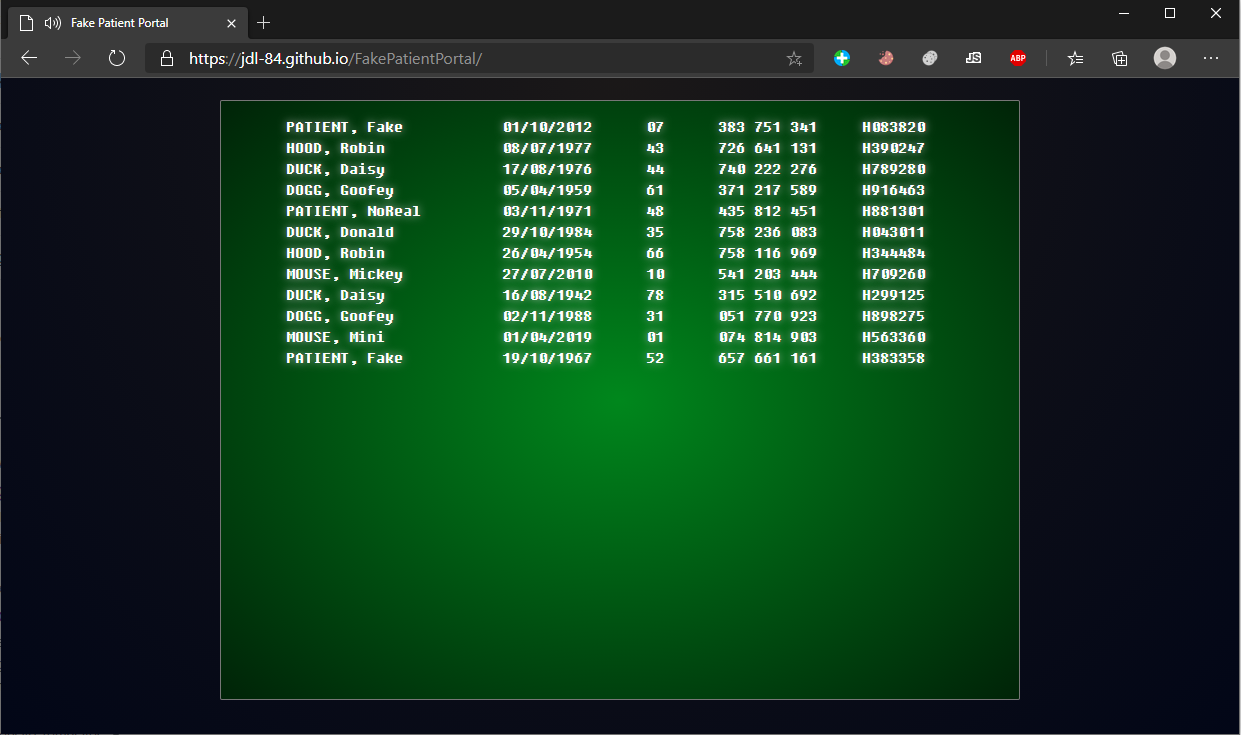 Fake Patient Portal
https://jdl-84.github.io/FakePatientPortal/
JS
ABP
PATIENT, Fake 01/10/2012 07 383 751 341 H083820
HOOD, Robin 08/07/1977 43 726 641 131 H390247
DUCK, Daisy 17/08/1976 44 740 222 276 H789280
DOGG, Goofey 05/04/1959 61 371 217 589 H916463
PATIENT, NoReal 03/11/1971 48 435 812 451 H881301
DUCK, Donald 29/10/1984 35 758 236 083 H043011
HOOD, Robin 26/04/1954 66 758 116 969 H344484
MOUSE, Mickey 27/07/2010 10 541 203 444 H709260
DUCK, Daisy 16/08/1942 78 315 510 692 H299125
DOGG, Goofey 02/11/1988 31 051 770 923 H898275
MOUSE, Mini 01/04/2019 01 074 814 903 H563360
PATIENT, Fake 19/10/1967 52 657 661 161 H383358